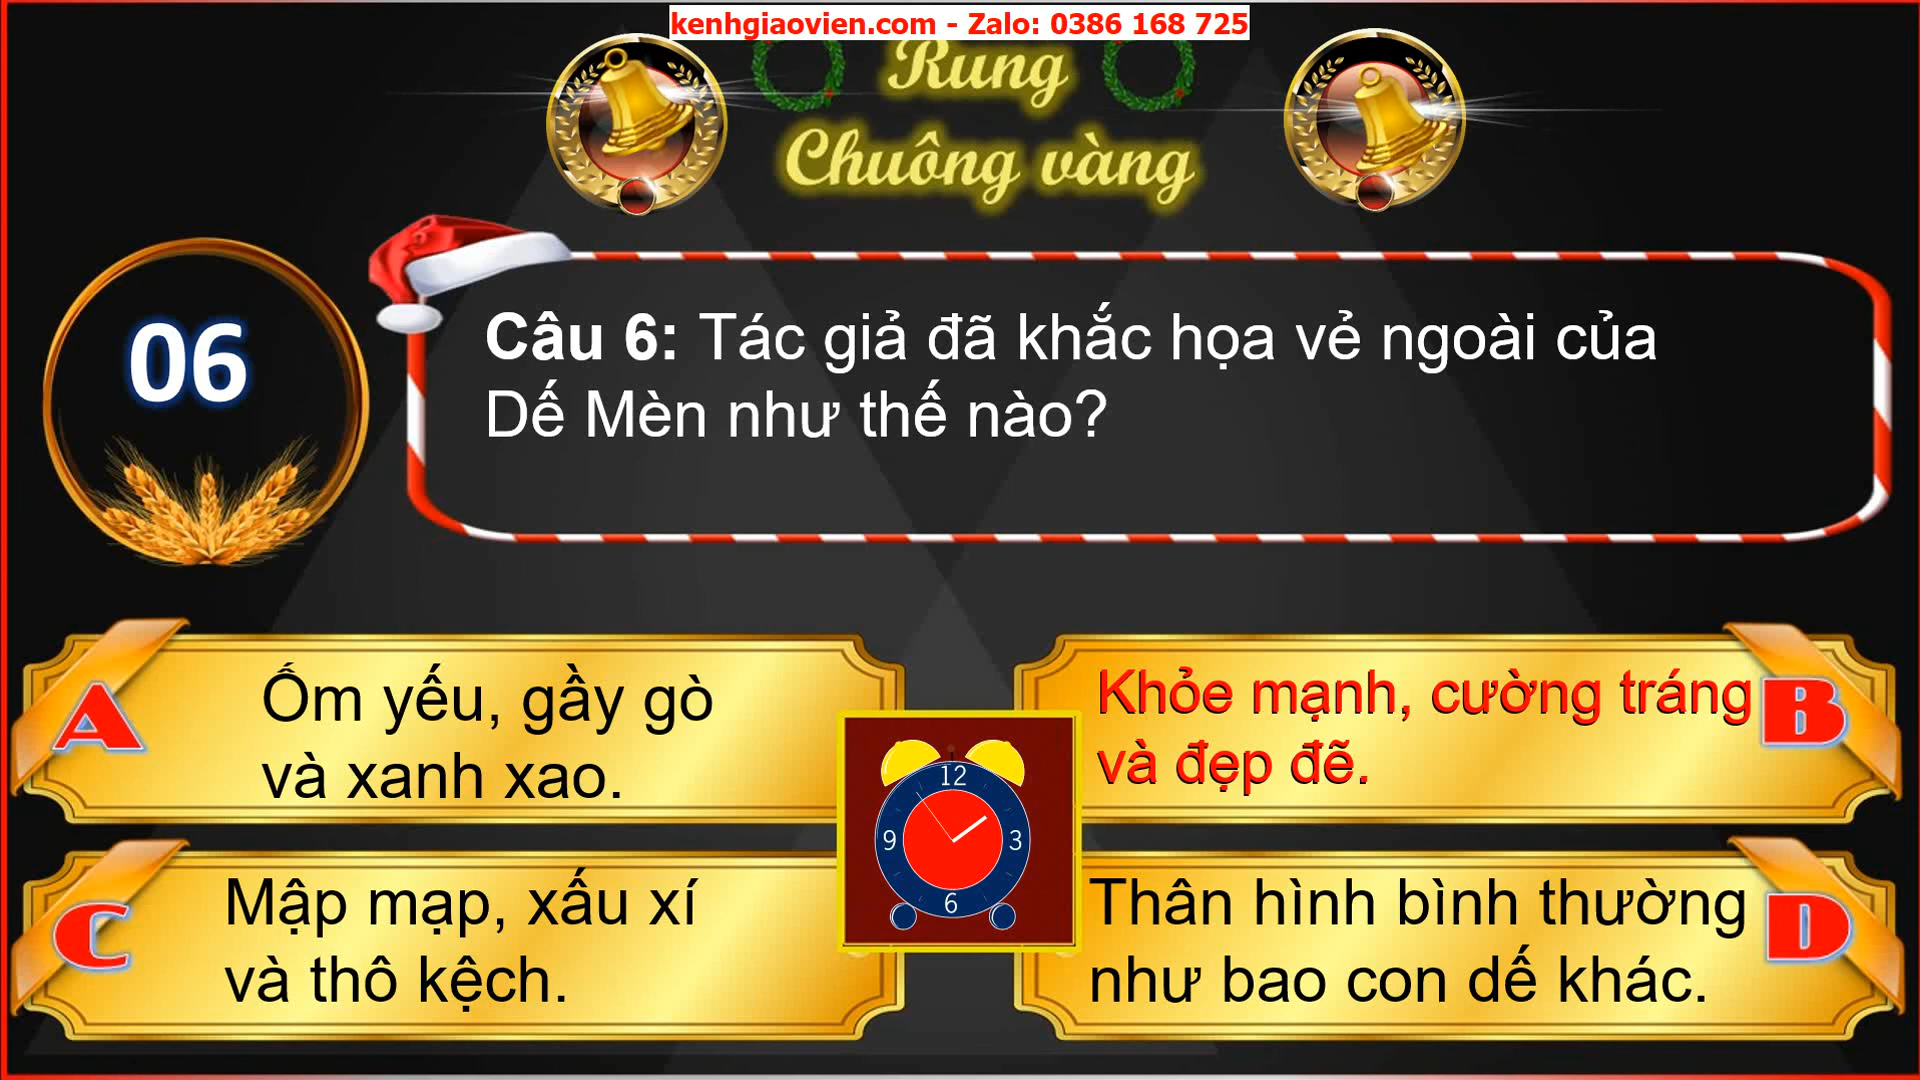 kenhgiaovien.com - Zalo: 0386 168 725
Rung
Chuông vàng
06
Câu 6: Tác giả đã khắc họa vẻ ngoài của
Dế Mèn như thế nào?
A
Ốm yếu, gầy gò
và xanh xao.
Khỏe mạnh, cường tráng
và đẹp đẽ.
B
12
9
3
6
C
Mập mạp, xấu xí
và thô kệch.
Thân hình bình thường
như bao con dế khác.
D